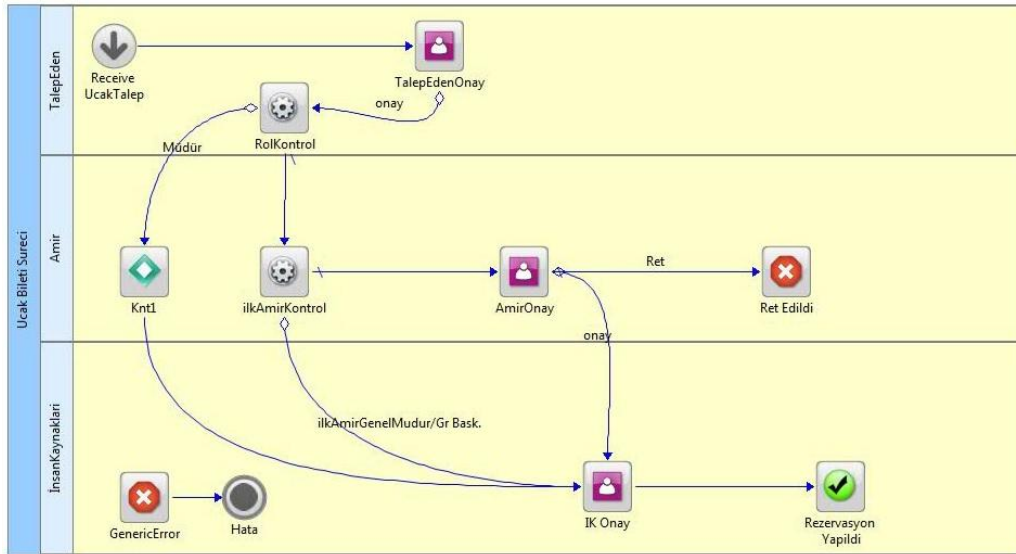 Ucak Bileti Sureci
TalepEden
Receive
UcakTalep
TalepEdenOnay
onay
RolKontrol
Müdür
Amir
Knt1
ilkAmirKontrol
AmirOnay
Ret
Ret Edildi
onay
İnsanKaynaklari
ilkAmirGenelMudur/Gr Bask.
GenericError
Hata
IK Onay
Rezervasyon
Yapildi